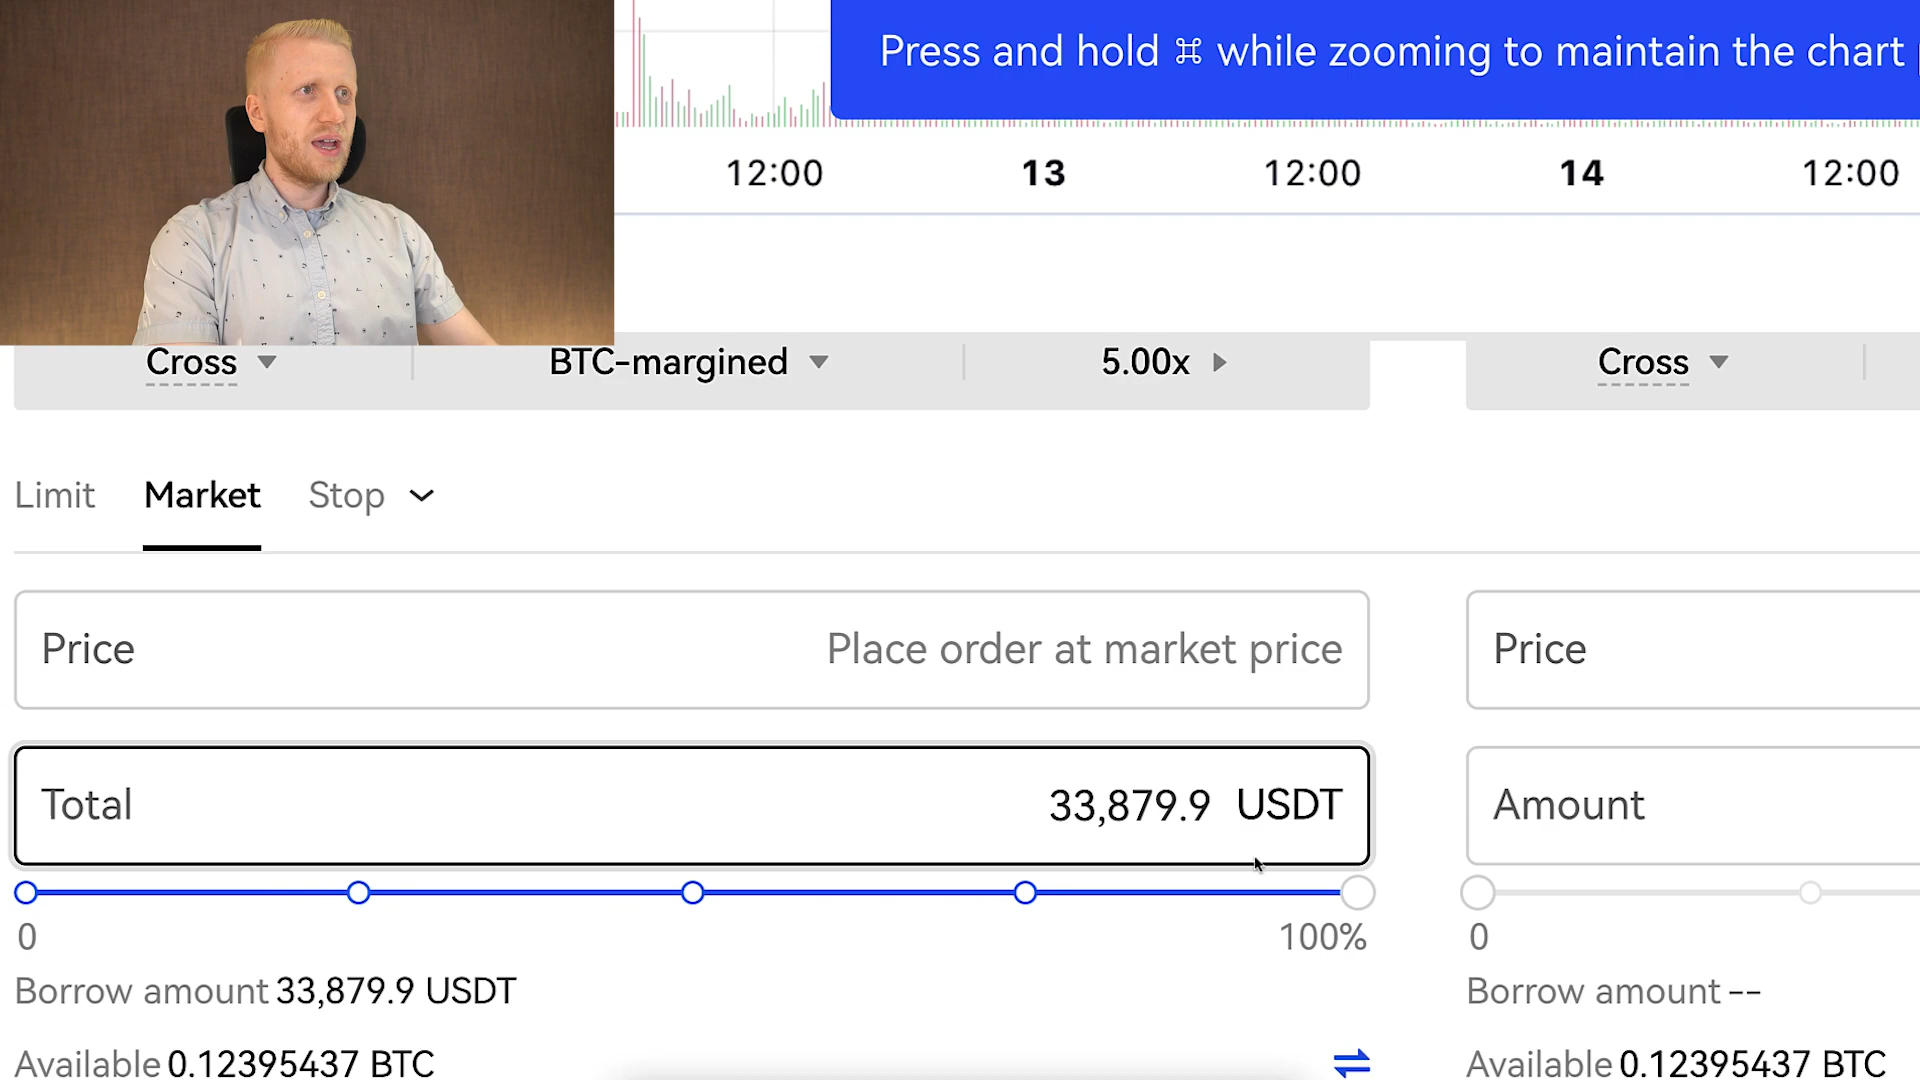 Press and hold ⌘ while zooming to maintain the chart
12:00 13 12:00 14 12:00
Cross BTC-margined 5.00x Cross
Limit Market Stop
Price Place order at market price Price
Total 33,879.9 USDT Amount
0 100% 0
Borrow amount 33,879.9 USDT Borrow amount --
Available 0.12395437 BTC Available 0.12395437 BTC